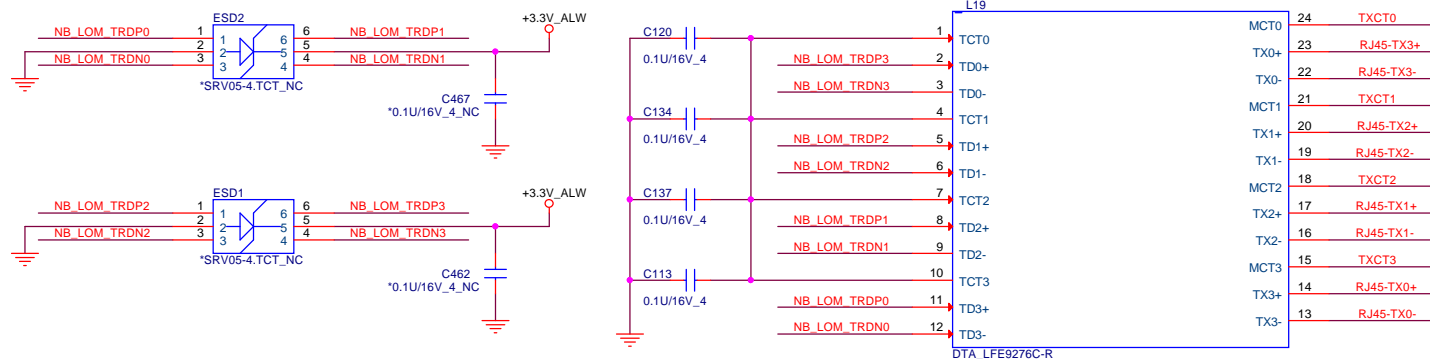 ESD2
+3.3V_ALW
NB_LOM_TRDP0 1 1 6 6 NB_LOM_TRDP1
2 2 5 5
NB_LOM_TRDN0 3 3 4 4 NB_LOM_TRDN1
*SRV05-4.TCT_NC
C467
*0.1U/16V_4_NC
ESD1
+3.3V_ALW
NB_LOM_TRDP2 1 1 6 6 NB_LOM_TRDP3
2 2 5 5
NB_LOM_TRDN2 3 3 4 4 NB_LOM_TRDN3
*SRV05-4.TCT_NC
C462
*0.1U/16V_4_NC
L19
C120
0.1U/16V_4
C134
0.1U/16V_4
C137
0.1U/16V_4
C113
0.1U/16V_4
1 TCT0
NB_LOM_TRDP3 2 TD0+
NB_LOM_TRDN3 3 TD0-
4 TCT1
NB_LOM_TRDP2 5 TD1+
NB_LOM_TRDN2 6 TD1-
7 TCT2
NB_LOM_TRDP1 8 TD2+
NB_LOM_TRDN1 9 TD2-
10 TCT3
NB_LOM_TRDP0 11 TD3+
NB_LOM_TRDN0 12 TD3-
MCT0 24 TXCT0
TX0+ 23 RJ45-TX3+
TX0- 22 RJ45-TX3-
MCT1 21 TXCT1
TX1+ 20 RJ45-TX2+
TX1- 19 RJ45-TX2-
MCT2 18 TXCT2
TX2+ 17 RJ45-TX1+
TX2- 16 RJ45-TX1-
MCT3 15 TXCT3
TX3+ 14 RJ45-TX0+
TX3- 13 RJ45-TX0-
DTA_LFE9276C-R